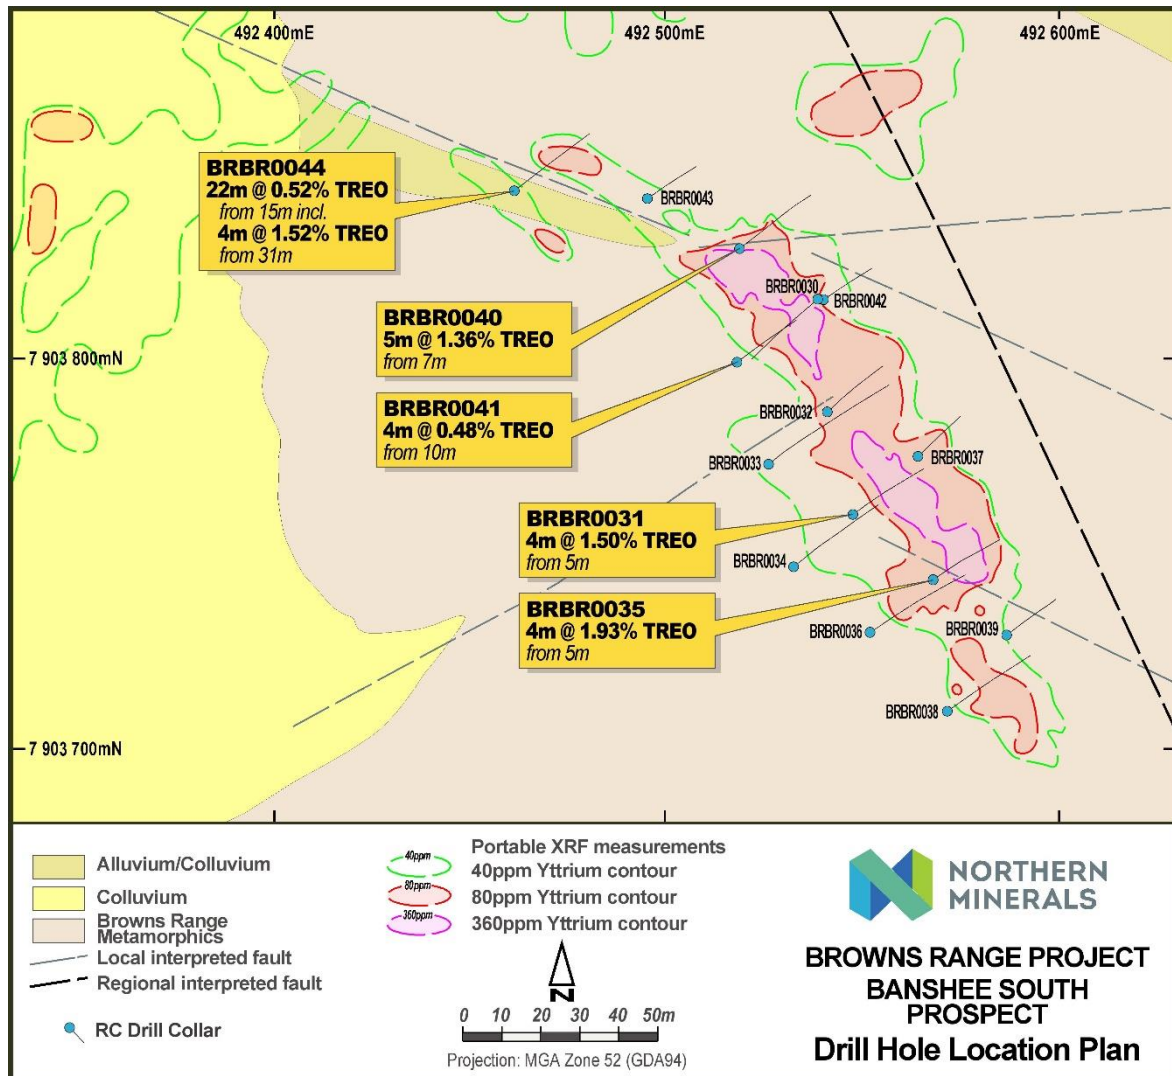 492 400mE
492 500mE
492 600mE
BRBR0044
22m @ 0.52% TREO
from 15m incl.
4m @ 1.52% TREO
from 31m
BRBR0043
BRBR0030
BRBR0042
BRBR0040
5m @ 1.36% TREO
from 7m
7 903 800mN
BRBR0041
4m @ 0.48% TREO
from 10m
BRBR0032
BRBR0033
BRBR0037
BRBR0031
4m @ 1.50% TREO
from 5m
BRBR0034
BRBR0035
4m @ 1.93% TREO
from 5m
BRBR0036
BRBR0039
BRBR0038
7 903 700mN
Alluvium/Colluvium
Colluvium
Browns Range
Metamorphics
Local interpreted fault
Regional interpreted fault
RC Drill Collar
Portable XRF measurements
40ppm
40ppm Yttrium contour
80ppm
80ppm Yttrium contour
360ppm
360ppm Yttrium contour
N
0 10 20 30 40 50m
Projection: MGA Zone 52 (GDA94)
NORTHERN
MINERALS
BROWNS RANGE PROJECT
BANSHEE SOUTH
PROSPECT
Drill Hole Location Plan